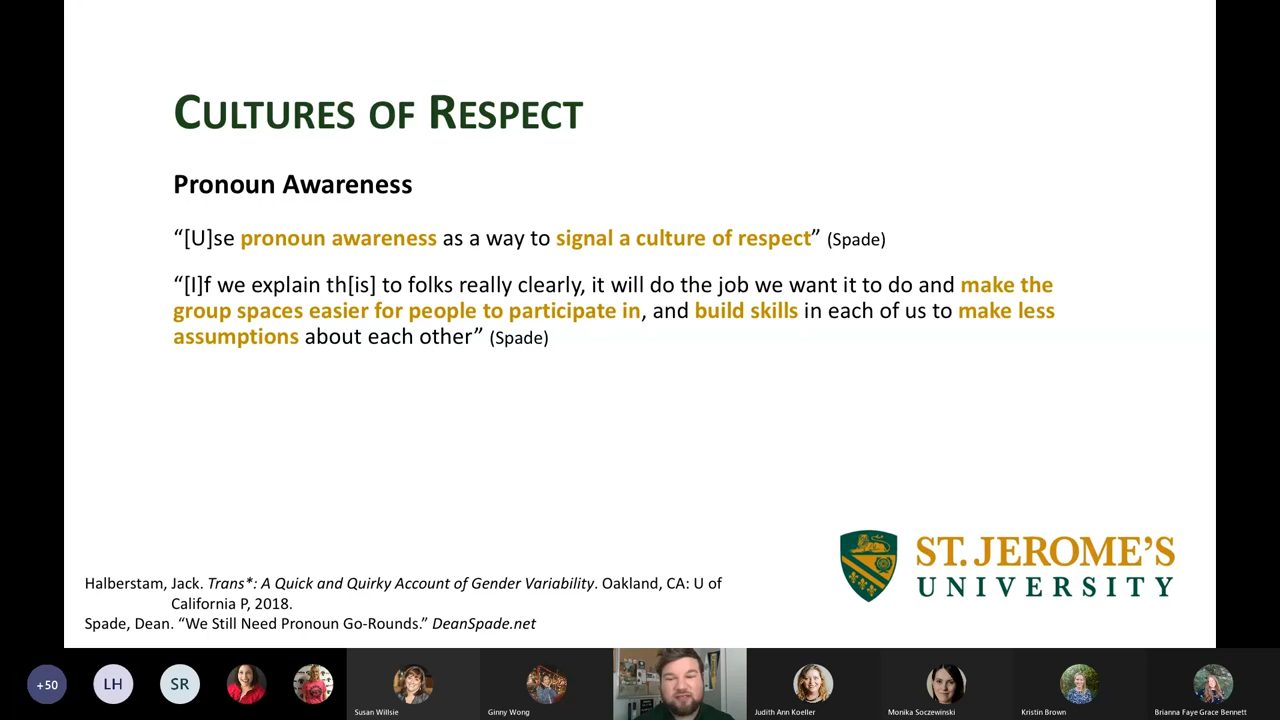 CULTURES OF RESPECT
Pronoun Awareness
“[U]se pronoun awareness as a way to signal a culture of respect” (Spade)
“[I]f we explain th[is] to folks really clearly, it will do the job we want it to do and make the
group spaces easier for people to participate in, and build skills in each of us to make less
assumptions about each other” (Spade)
ST. JEROME’S
UNIVERSITY
Halberstam, Jack. Trans*: A Quick and Quirky Account of Gender Variability. Oakland, CA: U of
California P, 2018.
Spade, Dean. “We Still Need Pronoun Go-Rounds.” DeanSpade.net
+50
LH
SR
Susan Willsie
Ginny Wong
Judith Ann Koeller
Monika Soczewinski
Kristin Brown
Brianna Faye Grace Bennett